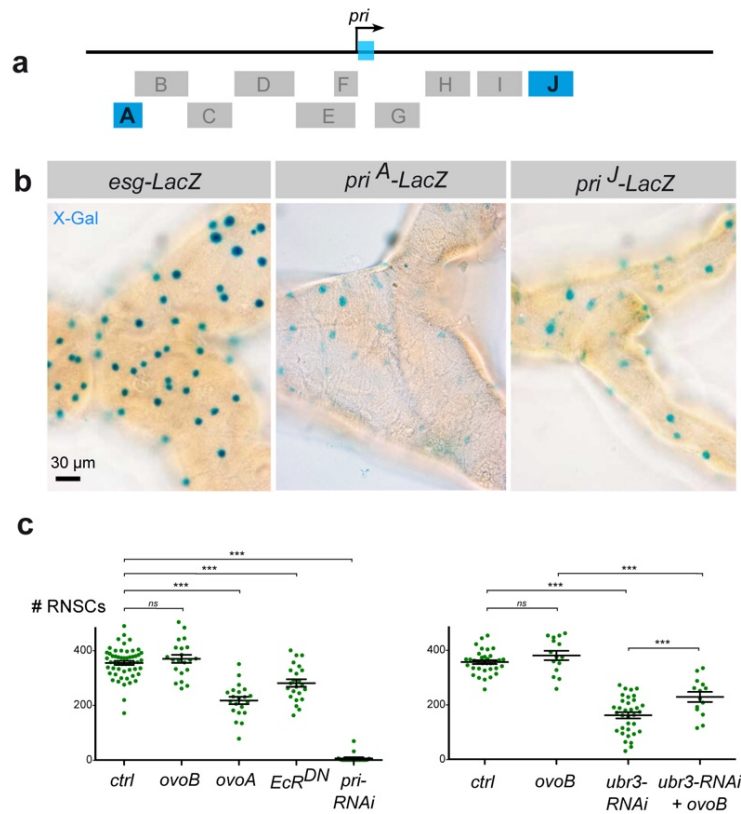 pri
a
B D F H I J
A C E G
b esg-LacZ pri A-LacZ pri J-LacZ
X-Gal
30 µm
c
*** ***
*** ***
*** ns ***
ns
# RNSCs
400 400
200 200
0 0
ctrl ovoB ovoA EcR DN pri-RNAi ctrl ovoB ubr3-RNAi ubr3-RNAi + ovoB